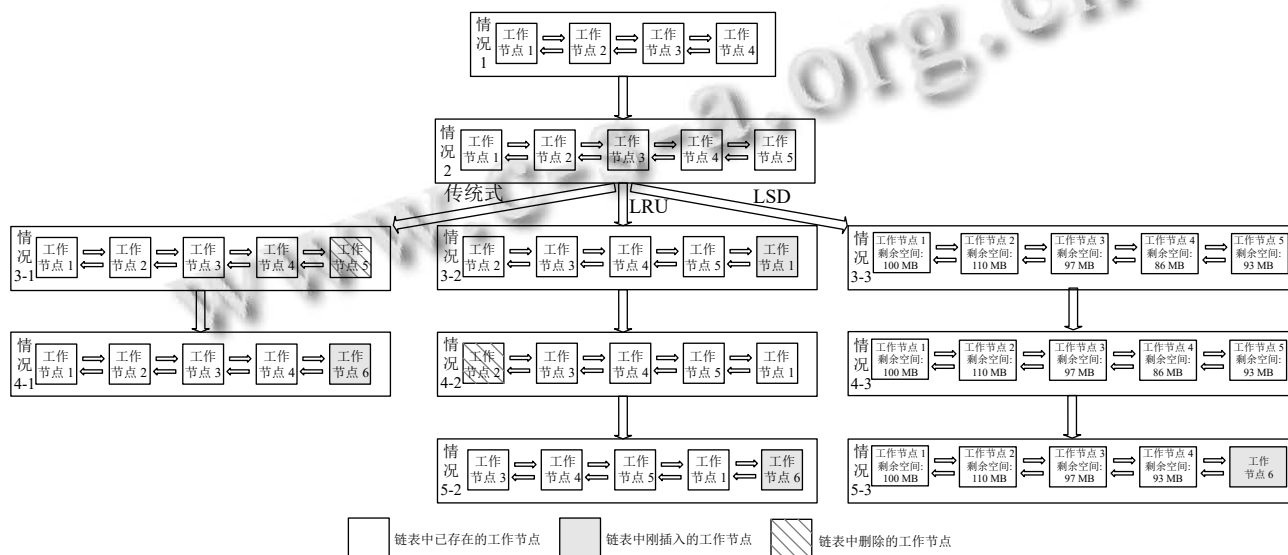 情况1
工作节点 1
工作节点 2
工作节点 3
工作节点 4
情况2
工作节点 1
工作节点 2
工作节点 3
工作节点 4
工作节点 5
传统式
LRU
LSD
情况3-1
工作节点 1
工作节点 2
工作节点 3
工作节点 4
工作节点 5
情况3-2
工作节点 2
工作节点 3
工作节点 4
工作节点 5
工作节点 1
情况3-3
工作节点 1
剩余空间:
100 MB
工作节点 2
剩余空间:
110 MB
工作节点 3
剩余空间:
97 MB
工作节点 4
剩余空间:
86 MB
工作节点 5
剩余空间:
93 MB
情况4-1
工作节点 1
工作节点 2
工作节点 3
工作节点 4
工作节点 6
情况4-2
工作节点 2
工作节点 3
工作节点 4
工作节点 5
工作节点 1
情况4-3
工作节点 1
剩余空间:
100 MB
工作节点 2
剩余空间:
110 MB
工作节点 3
剩余空间:
97 MB
工作节点 4
剩余空间:
86 MB
工作节点 5
剩余空间:
93 MB
情况5-2
工作节点 3
工作节点 4
工作节点 5
工作节点 1
工作节点 6
情况5-3
工作节点 1
剩余空间:
100 MB
工作节点 2
剩余空间:
110 MB
工作节点 3
剩余空间:
97 MB
工作节点 4
剩余空间:
93 MB
工作节点 6
链表中已存在的工作节点
链表中刚插入的工作节点
链表中删除的工作节点
www.c-s-a.org.cn